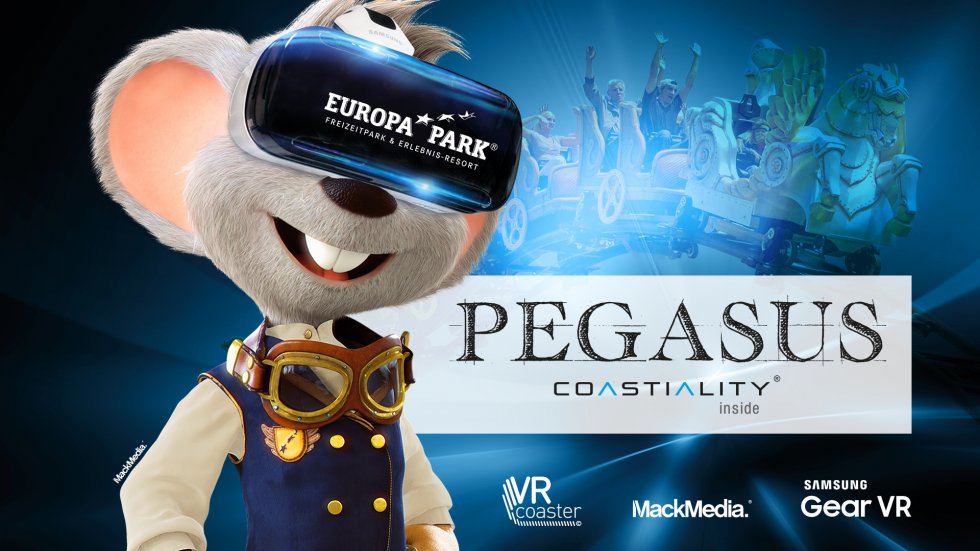 SAMSUNG
EUROPA PARK®
FREIZEITPARK & ERLEBNIS-RESORT
PEGASUS
COASTIALITY®
inside
MackMedia.®
VR
coaster©
MackMedia.®
SAMSUNG
Gear VR